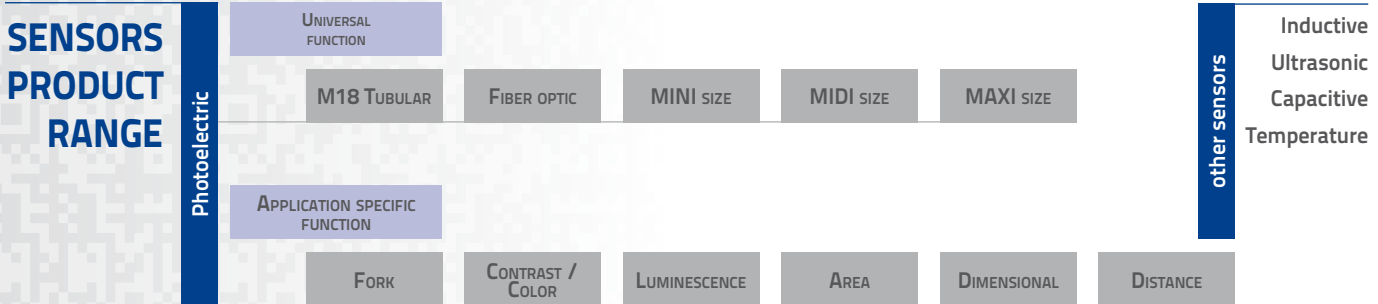 SENSORS
PRODUCT
RANGE
Photoelectric
Universal
function
M18 Tubular
Fiber optic
MINI size
MIDI size
MAXI size
Application specific
function
Fork
Contrast /
Color
Luminescence
Area
Dimensional
Distance
other sensors
Inductive
Ultrasonic
Capacitive
Temperature